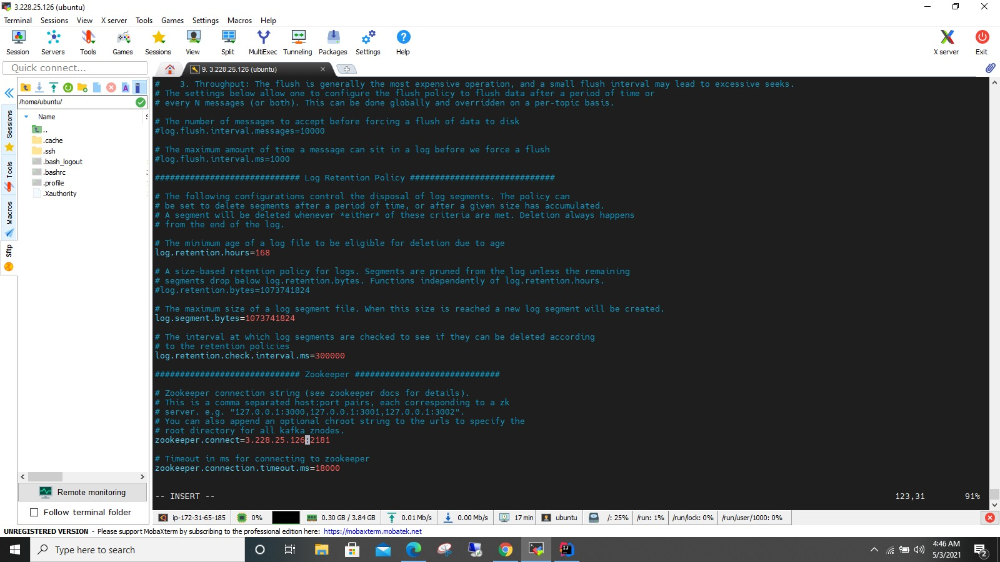 3.228.25.126 (ubuntu)
Terminal Sessions View X server Tools Games Settings Macros Help
Session Servers Tools Games Sessions View Split MultiExec Tunneling Packages Settings Help X server Exit
Quick connect...
9. 3.228.25.126 (ubuntu)
/home/ubuntu/
Name
..
.cache
.ssh
.bash_logout
.bashrc
.profile
.Xauthority
Sessions
Tools
Macros
Sftp
Remote monitoring
Follow terminal folder
#    3. Throughput: The flush is generally the most expensive operation, and a small flush interval may lead to excessive seeks.
# The settings below allow one to configure the flush policy to flush data after a period of time or
# every N messages (or both). This can be done globally and overridden on a per-topic basis.
# The number of messages to accept before forcing a flush of data to disk
#log.flush.interval.messages=10000
# The maximum amount of time a message can sit in a log before we force a flush
#log.flush.interval.ms=1000
############################# Log Retention Policy #############################
# The following configurations control the disposal of log segments. The policy can
# be set to delete segments after a period of time, or after a given size has accumulated.
# A segment will be deleted whenever *either* of these criteria are met. Deletion always happens
# from the end of the log.
# The minimum age of a log file to be eligible for deletion due to age
log.retention.hours=168
# A size-based retention policy for logs. Segments are pruned from the log unless the remaining
# segments drop below log.retention.bytes. Functions independently of log.retention.hours.
#log.retention.bytes=1073741824
# The maximum size of a log segment file. When this size is reached a new log segment will be created.
log.segment.bytes=1073741824
# The interval at which log segments are checked to see if they can be deleted according
# to the retention policies
log.retention.check.interval.ms=300000
############################# Zookeeper #############################
# Zookeeper connection string (see zookeeper docs for details).
# This is a comma separated host:port pairs, each corresponding to a zk
# server. e.g. "127.0.0.1:3000,127.0.0.1:3001,127.0.0.1:3002".
# You can also append an optional chroot string to the urls to specify the
# root directory for all kafka znodes.
zookeeper.connect=3.228.25.126:2181
# Timeout in ms for connecting to zookeeper
zookeeper.connection.timeout.ms=18000
-- INSERT -- 123,31 91%
ip-172-31-65-185 0% 0.30 GB / 3.84 GB 0.01 Mb/s 0.00 Mb/s 17 min ubuntu /: 25% /run: 1% /run/lock: 0% /run/user/1000: 0%
UNREGISTERED VERSION - Please support MobaXterm by subscribing to the professional edition here: https://mobaxterm.mobatek.net
Type here to search
4:46 AM
5/3/2021
2